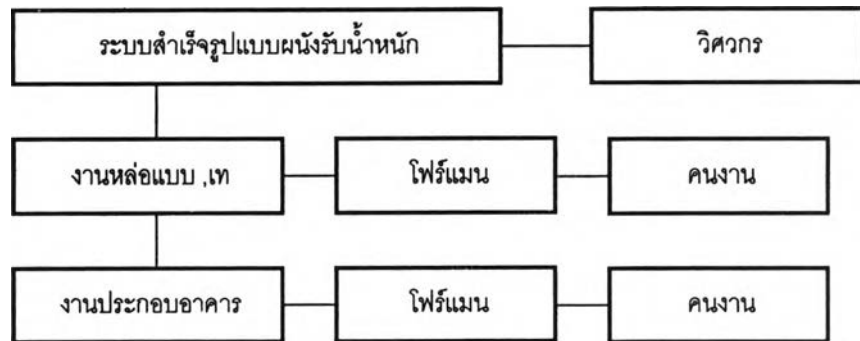 ระบบสำเร็จรูปแบบผนังรับน้ำหนัก วิศวกร
งานหล่อแบบ ,เท โฟร์แมน คนงาน
งานประกอบอาคาร โฟร์แมน คนงาน